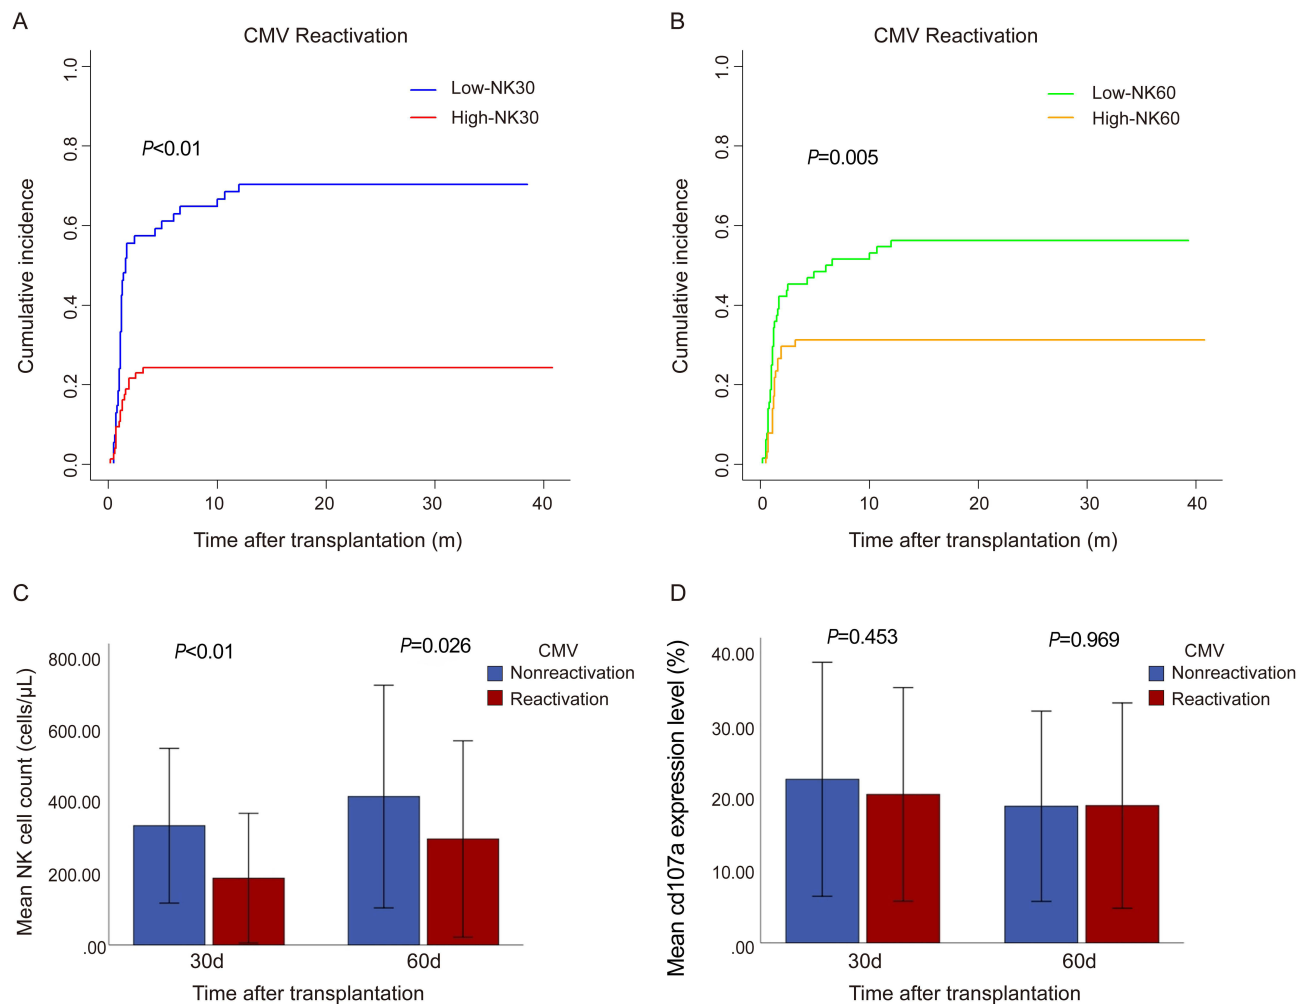 A
CMV Reactivation
Low-NK30
High-NK30
P<0.01
Cumulative incidence
1.0
0.8
0.6
0.4
0.2
0.0
0 10 20 30 40
Time after transplantation (m)
B
CMV Reactivation
Low-NK60
High-NK60
P=0.005
Cumulative incidence
1.0
0.8
0.6
0.4
0.2
0.0
0 10 20 30 40
Time after transplantation (m)
C
P<0.01
P=0.026
CMV
Nonreactivation
Reactivation
Mean NK cell count (cells/µL)
800.00
600.00
400.00
200.00
.00
30d 60d
Time after transplantation
D
P=0.453
P=0.969
CMV
Nonreactivation
Reactivation
Mean cd107a expression level (%)
40.00
30.00
20.00
10.00
.00
30d 60d
Time after transplantation